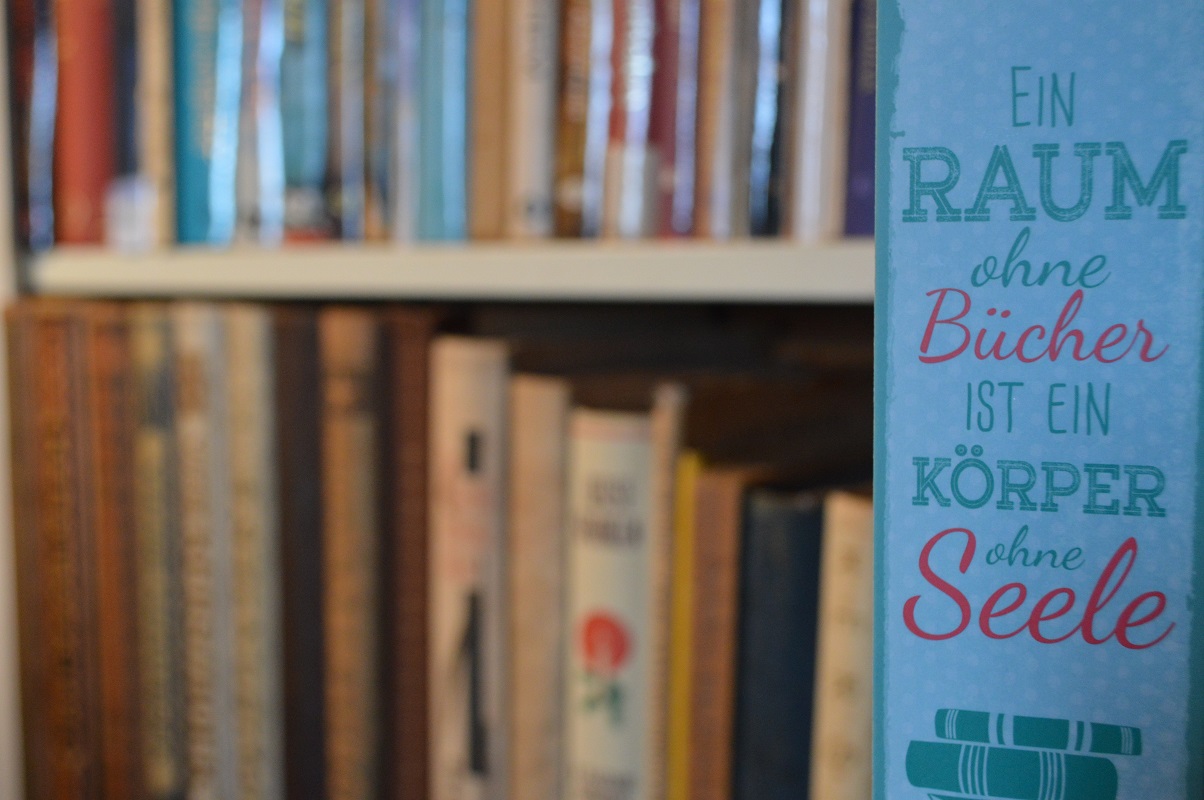 EIN
RAUM
ohne
Bücher
IST EIN
KÖRPER
ohne
Seele